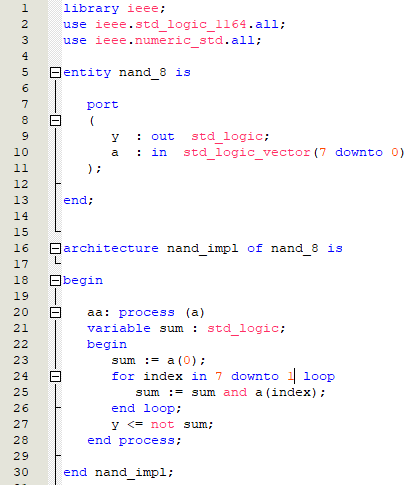 1 library ieee;
2 use ieee.std_logic_1164.all;
3 use ieee.numeric_std.all;
4
5 entity nand_8 is
6
7 port
8 (
9 y : out std_logic;
10 a : in std_logic_vector(7 downto 0)
11 );
12
13 end;
14
15
16 architecture nand_impl of nand_8 is
17
18 begin
19
20 aa: process (a)
21 variable sum : std_logic;
22 begin
23 sum := a(0);
24 for index in 7 downto 1 loop
25 sum := sum and a(index);
26 end loop;
27 y <= not sum;
28 end process;
29
30 end nand_impl;